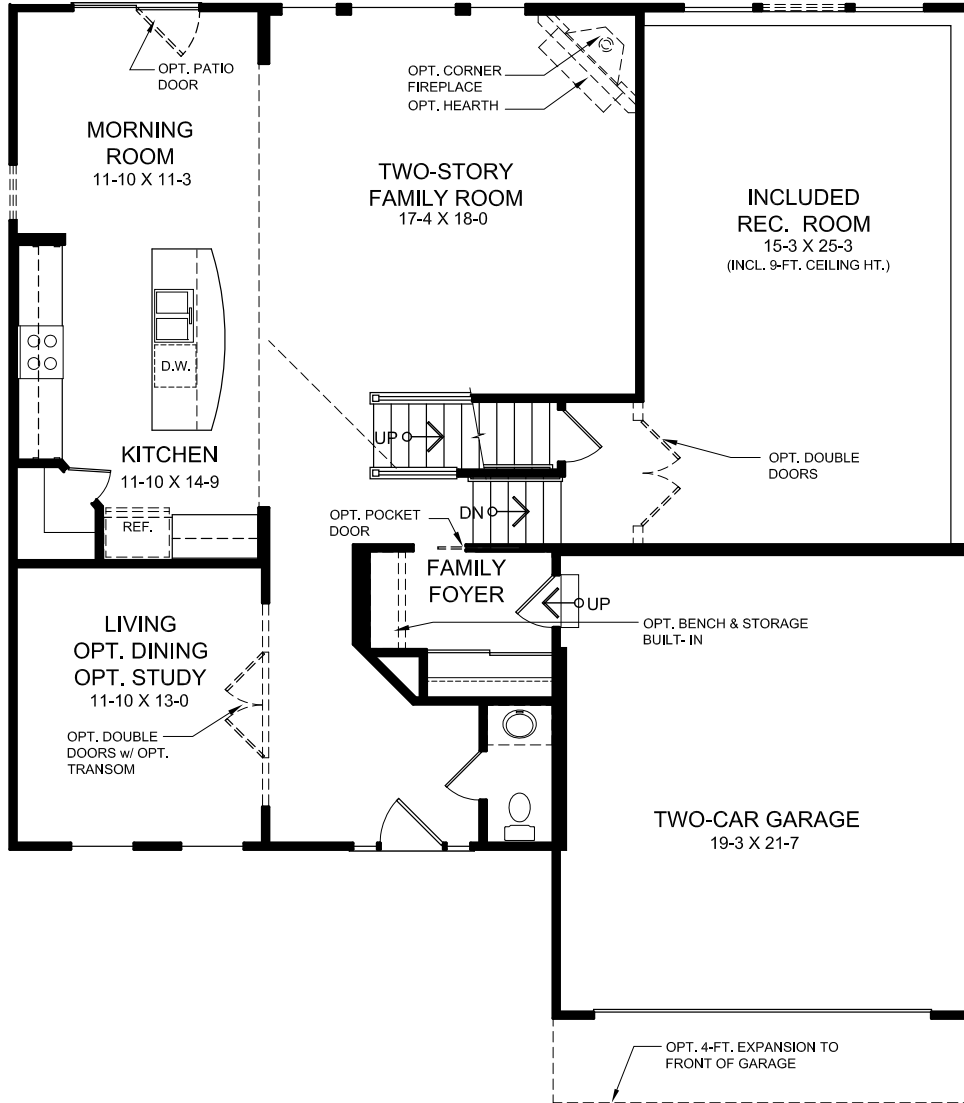 OPT. PATIO
DOOR
OPT. CORNER
FIREPLACE
OPT. HEARTH
MORNING
ROOM
11-10 X 11-3
TWO-STORY
FAMILY ROOM
17-4 X 18-0
INCLUDED
REC. ROOM
15-3 X 25-3
(INCL. 9-FT. CEILING HT.)
D.W.
UP
KITCHEN
11-10 X 14-9
OPT. DOUBLE
DOORS
REF.
DN
OPT. POCKET
DOOR
FAMILY
FOYER
UP
OPT. BENCH & STORAGE
BUILT- IN
LIVING
OPT. DINING
OPT. STUDY
11-10 X 13-0
OPT. DOUBLE
DOORS w/ OPT.
TRANSOM
TWO-CAR GARAGE
19-3 X 21-7
OPT. 4-FT. EXPANSION TO
FRONT OF GARAGE